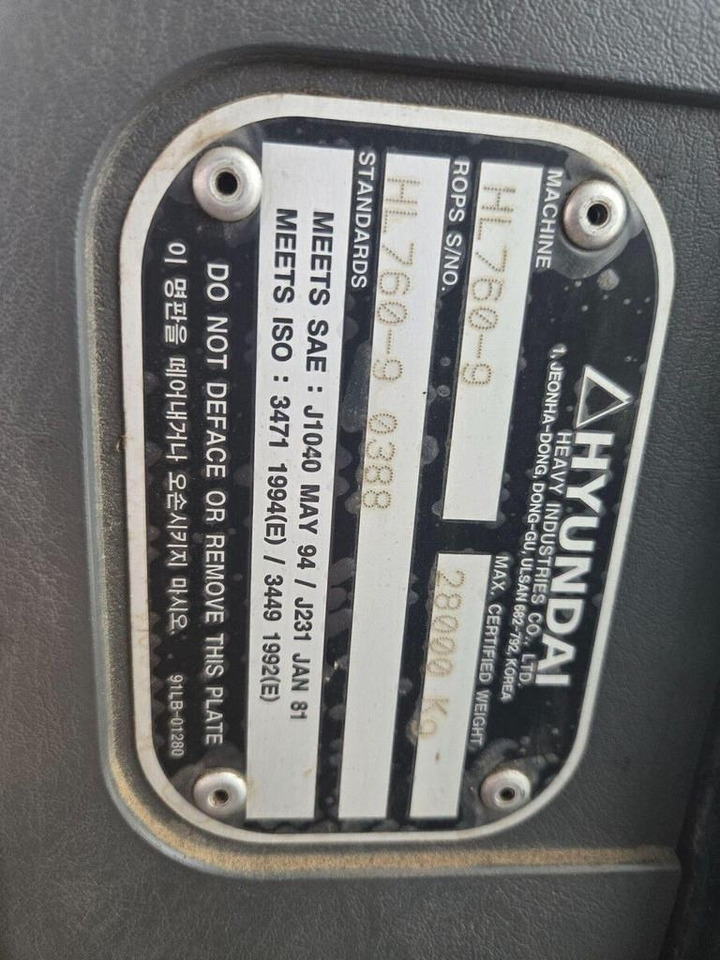 HYUNDAI
HEAVY INDUSTRIES CO., LTD.
1, JEONHA-DONG, DONG-GU, ULSAN 682-792, KOREA
MACHINE
MAX. CERTIFIED WEIGHT
HL760-9
28000 Kg
ROPS S/NO.
HL760-9 0388
STANDARDS
MEETS SAE : J1040 MAY 94 / J231 JAN 81
MEETS ISO : 3471 1994(E) / 3449 1992(E)
DO NOT DEFACE OR REMOVE THIS PLATE
이 명판을 떼어내거나 오손시키지 마시오.
91LB-01280